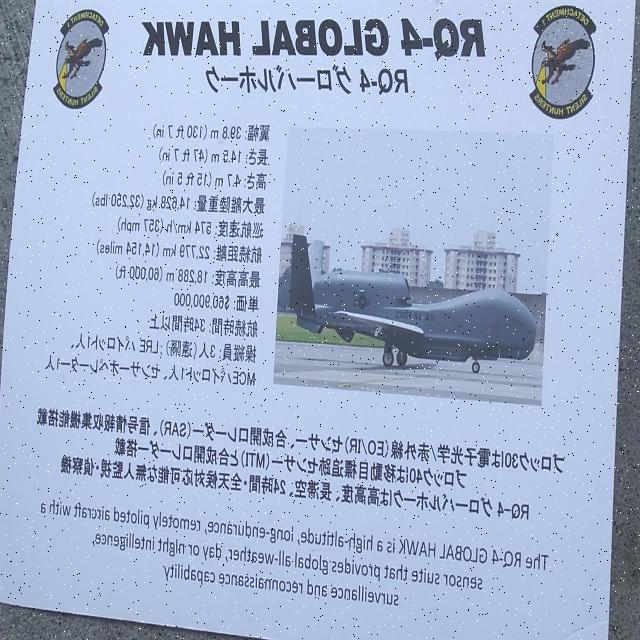 DETACHMENT 1
SILENT HUNTERS
RQ-4 GLOBAL HAWK
RQ-4 グローバルホーク
DETACHMENT 1
SILENT HUNTERS
翼幅: 39.8 m (130 ft 7 in)
長さ: 14.5 m (47 ft 7 in)
高さ: 4.7 m (15 ft 5 in)
最大離陸重量: 14,628 kg (32,250 lbs)
巡航速度: 574 km/h (357 mph)
航続距離: 22,779 km (14,154 miles)
最高高度: 18,288 m (60,000 ft)
単価: $60,900,000
航続時間: 34時間以上
操縦員: 3人(遠隔); LRE パイロット1人、
MCEパイロット1人、センサーオペレーター1人
ブロック30は電子光学/赤外線(EO/IR)センサー、合成開口レーダー(SAR)、信号情報収集機能搭載
ブロック40は移動目標追跡センサー(MTI)と合成開口レーダー搭載
RQ-4 グローバルホークは高高度、長滞空、24時間・全天候対応可能な無人監視・偵察機
The RQ-4 GLOBAL HAWK is a high-altitude, long-endurance, remotely piloted aircraft with a
sensor suite that provides global all-weather, day or night intelligence,
surveillance and reconnaissance capability